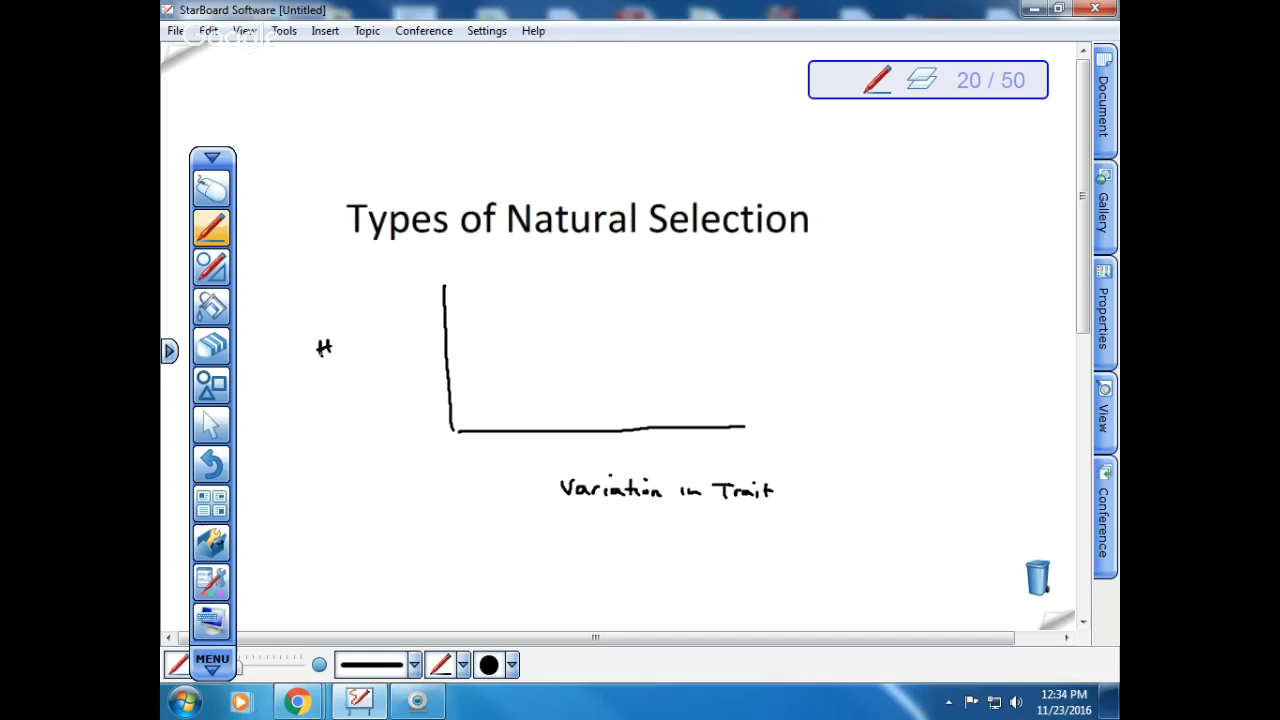 StarBoard Software [Untitled]
File Edit View Tools Insert Topic Conference Settings Help
Google
20 / 50
Document
Gallery
Properties
View
Conference
Types of Natural Selection
#
Variation in Trait
MENU
12:34 PM
11/23/2016